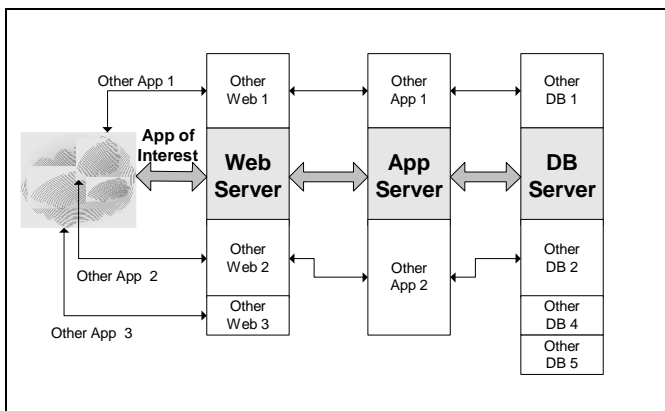 Other App 1
App of
Interest
Other
Web 1
Other
App 1
Other
DB 1
Web
Server
App
Server
DB
Server
Other App 2
Other
Web 2
Other
App 2
Other
DB 2
Other App 3
Other
Web 3
Other
DB 4
Other
DB 5